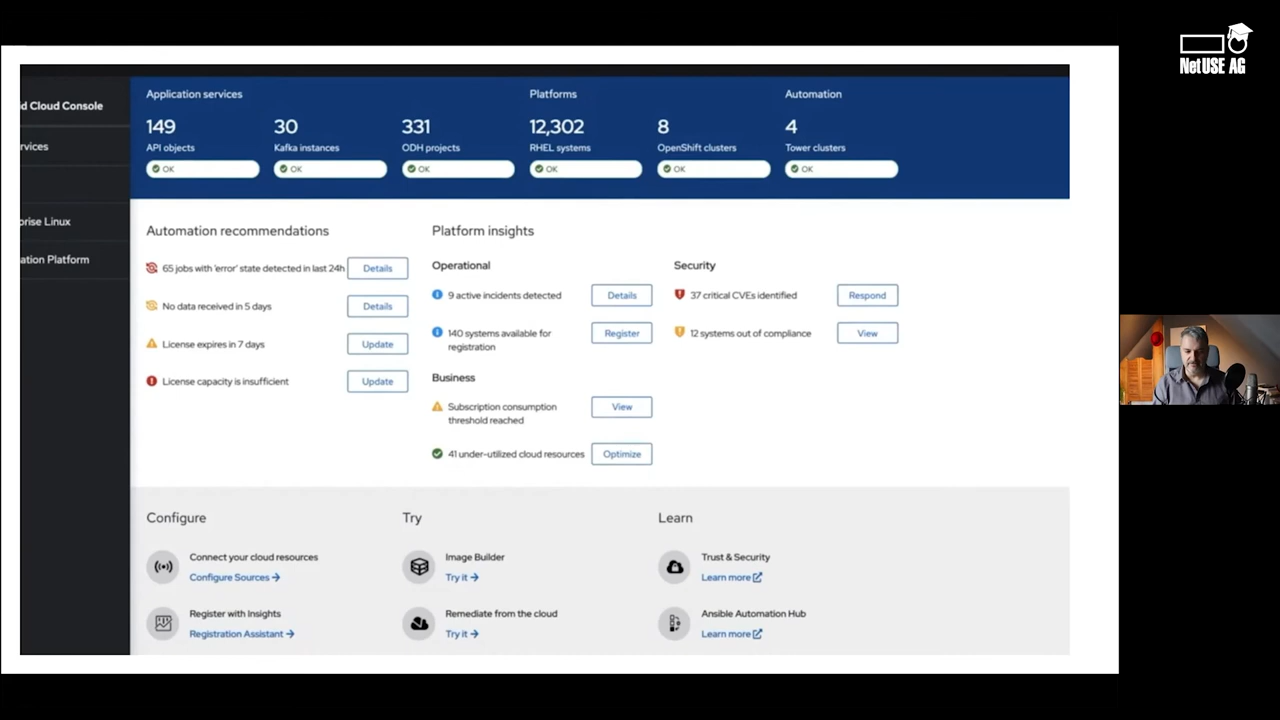 NetUSE AG
Application services
Platforms
Automation
149
30
331
12,302
8
4
API objects
Kafka instances
ODH projects
RHEL systems
OpenShift clusters
Tower clusters
OK
OK
OK
OK
OK
OK
d Cloud Console
rvices
orise Linux
ation Platform
Automation recommendations
65 jobs with 'error' state detected in last 24h
Details
No data received in 5 days
Details
License expires in 7 days
Update
License capacity is insufficient
Update
Platform insights
Operational
9 active incidents detected
Details
140 systems available for
registration
Register
Business
Subscription consumption
threshold reached
View
41 under-utilized cloud resources
Optimize
Security
37 critical CVEs identified
Respond
12 systems out of compliance
View
Configure
Connect your cloud resources
Configure Sources
Register with Insights
Registration Assistant
Try
Image Builder
Try it
Remediate from the cloud
Try it
Learn
Trust & Security
Learn more
Ansible Automation Hub
Learn more